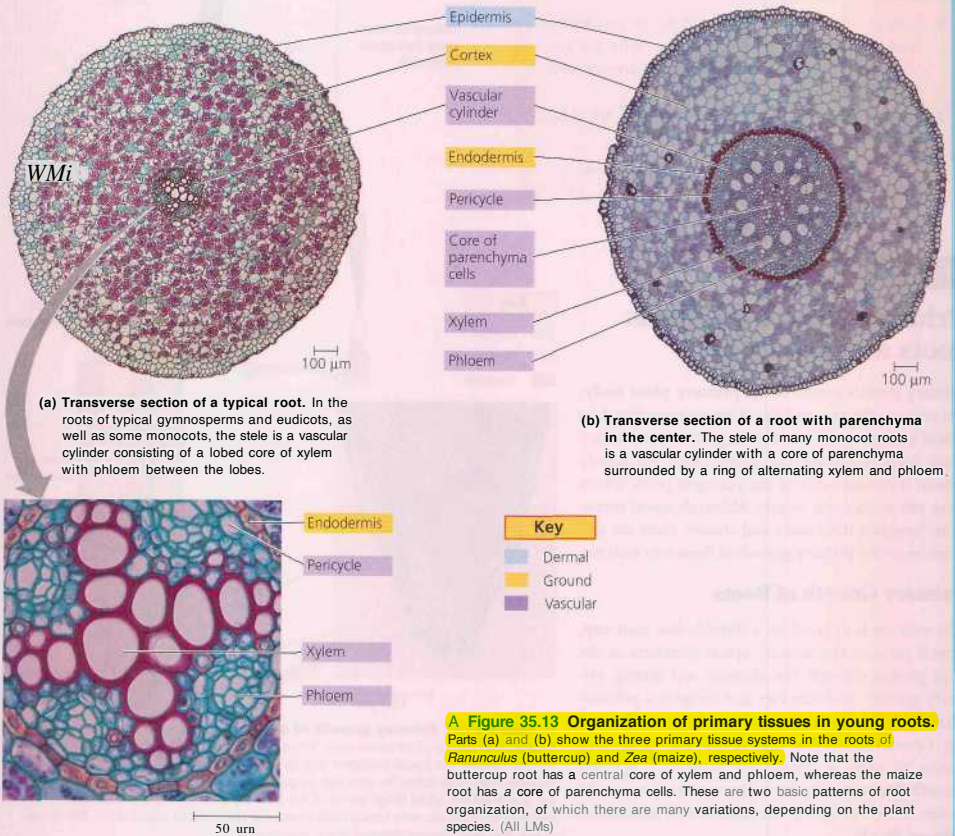 Epidermis
Cortex
Vascular
cylinder
Endodermis
Pericycle
Core of
parenchyma
cells
Xylem
Phloem
WMi
100 µm
100 µm
(a) Transverse section of a typical root. In the
roots of typical gymnosperms and eudicots, as
well as some monocots, the stele is a vascular
cylinder consisting of a lobed core of xylem
with phloem between the lobes.
(b) Transverse section of a root with parenchyma
in the center. The stele of many monocot roots
is a vascular cylinder with a core of parenchyma
surrounded by a ring of alternating xylem and phloem.
Endodermis
Pericycle
Xylem
Phloem
50 urn
Key
Dermal
Ground
Vascular
A Figure 35.13 Organization of primary tissues in young roots.
Parts (a) and (b) show the three primary tissue systems in the roots of
Ranunculus (buttercup) and Zea (maize), respectively. Note that the
buttercup root has a central core of xylem and phloem, whereas the maize
root has a core of parenchyma cells. These are two basic patterns of root
organization, of which there are many variations, depending on the plant
species. (All LMs)